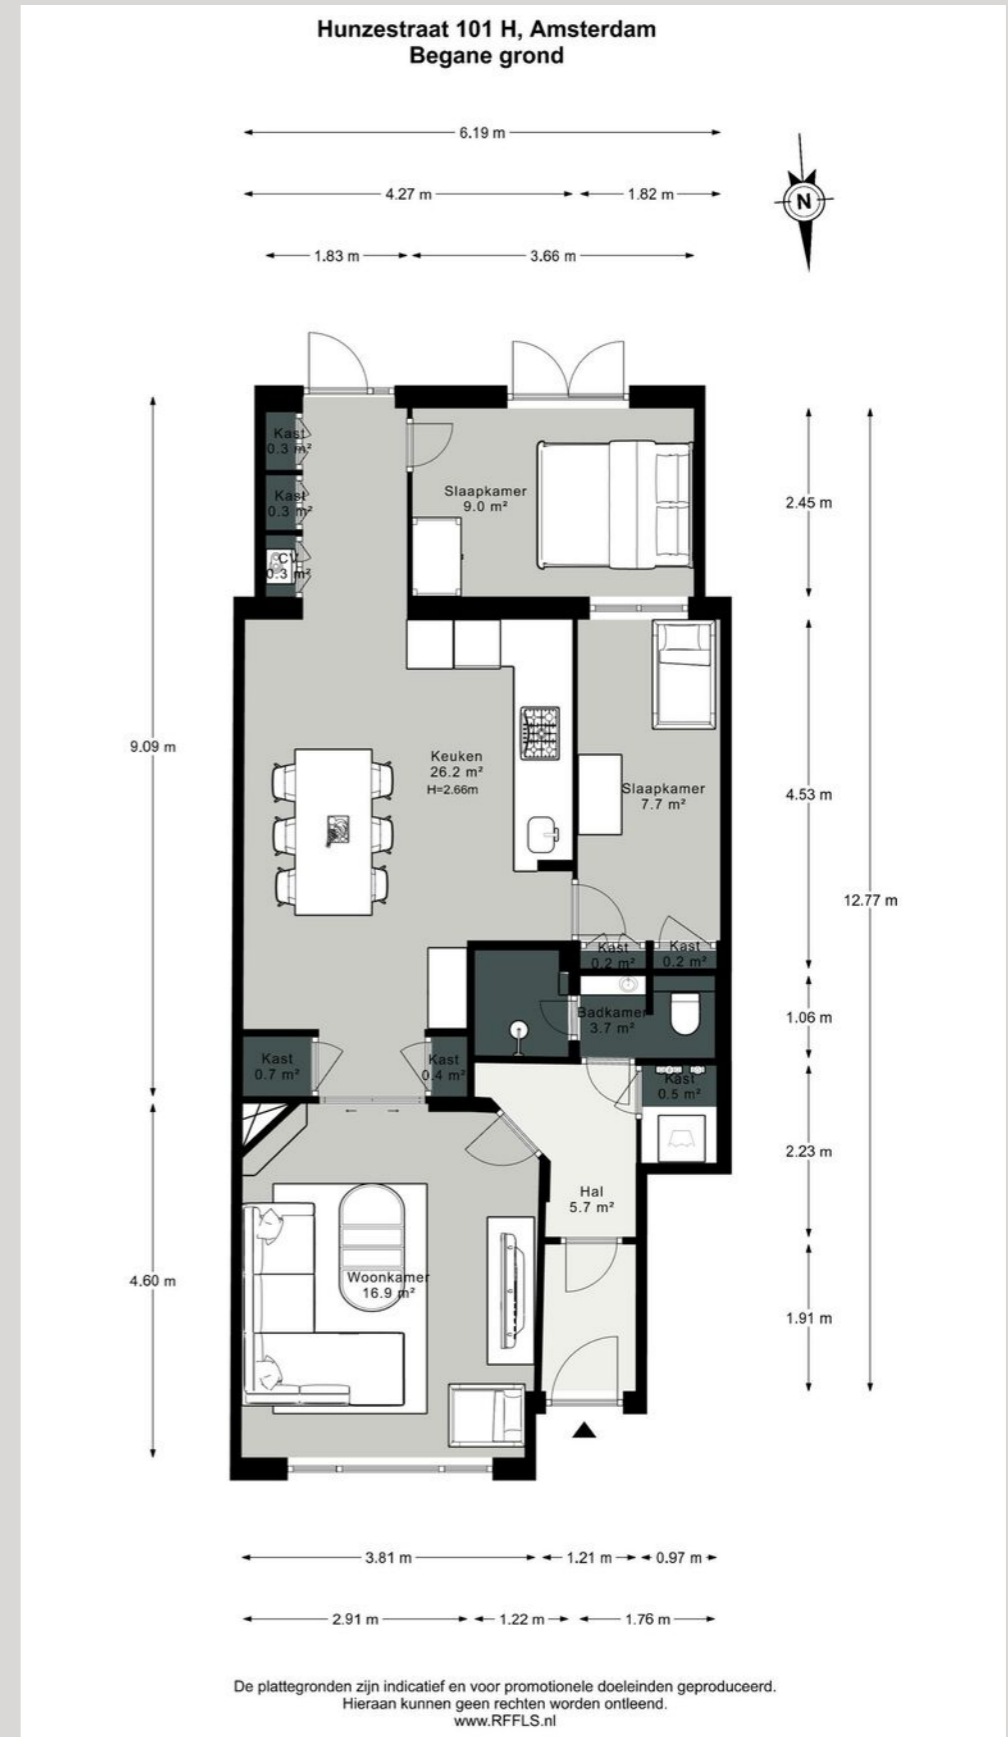 Hunzestraat 101 H, Amsterdam
Begane grond
6.19 m
4.27 m
1.82 m
1.83 m
3.66 m
N
Kast
0.3 m²
Kast
0.3 m²
CV
0.3 m²
Slaapkamer
9.0 m²
2.45 m
9.09 m
Keuken
26.2 m²
H=2.66m
Slaapkamer
7.7 m²
4.53 m
12.77 m
Kast
0.2 m²
Kast
0.2 m²
Badkamer
3.7 m²
1.06 m
Kast
0.7 m²
Kast
0.4 m²
Kast
0.5 m²
2.23 m
Hal
5.7 m²
4.60 m
Woonkamer
16.9 m²
1.91 m
3.81 m
1.21 m
0.97 m
2.91 m
1.22 m
1.76 m
De plattegronden zijn indicatief en voor promotionele doeleinden geproduceerd.
Hieraan kunnen geen rechten worden ontleend.
www.RFFLS.nl